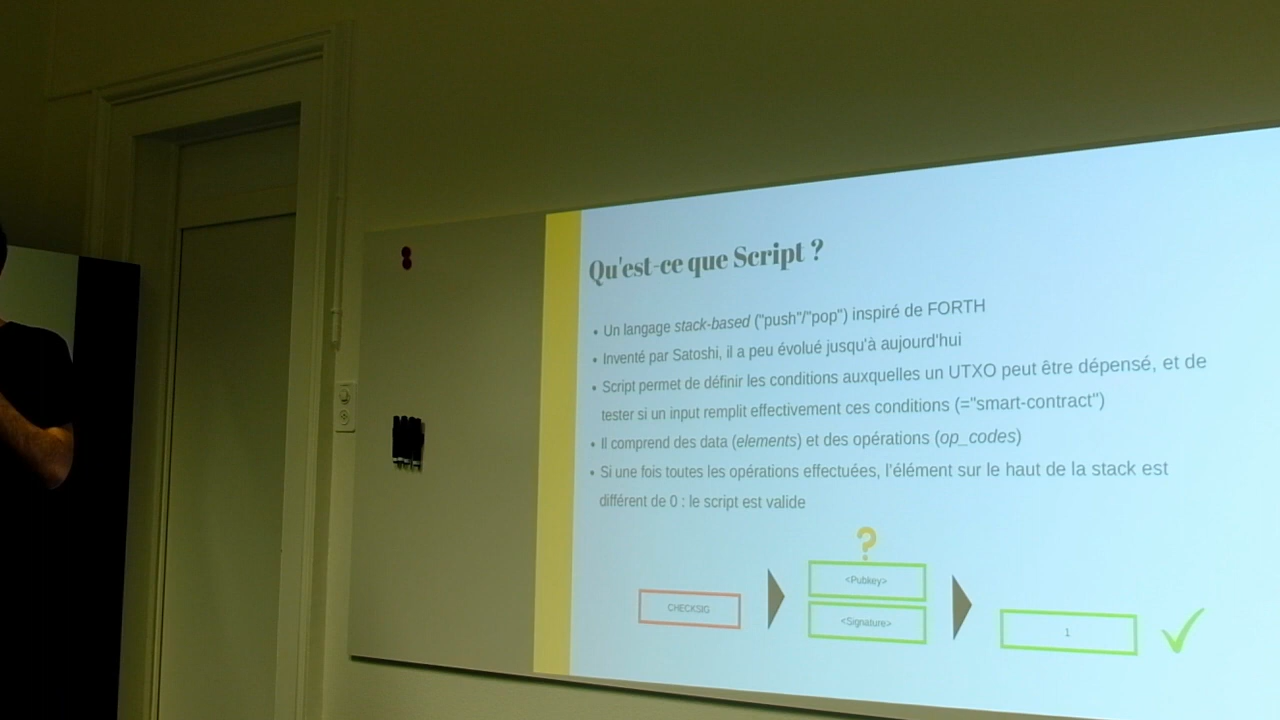 Qu'est-ce que Script ?
• Un langage stack-based ("push"/"pop") inspiré de FORTH
• Inventé par Satoshi, il a peu évolué jusqu'à aujourd'hui
• Script permet de définir les conditions auxquelles un UTXO peut être dépensé, et de
tester si un input remplit effectivement ces conditions (="smart-contract")
• Il comprend des data (elements) et des opérations (op_codes)
• Si une fois toutes les opérations effectuées, l'élément sur le haut de la stack est
différent de 0 : le script est valide
?
<Pubkey>
CHECKSIG
<Signature>
1